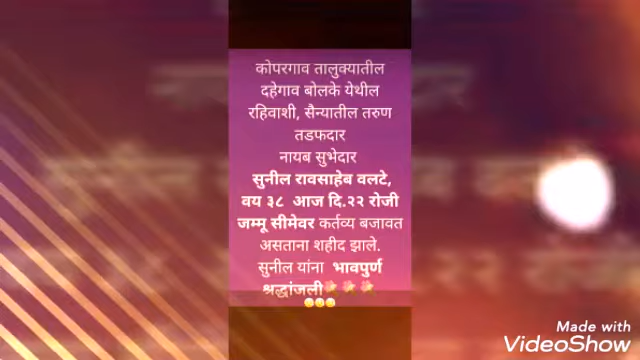 कोपरगाव तालुक्यातील
दहेगाव बोलके येथील
रहिवाशी, सैन्यातील तरुण
तडफदार
नायब सुभेदार
सुनील रावसाहेब वलटे,
वय ३८ आज दि.२२ रोजी
जम्मू सीमेवर कर्तव्य बजावत
असताना शहीद झाले.
सुनील यांना भावपुर्ण
श्रद्धांजली💐💐💐
😢😢😢
Made with
VideoShow